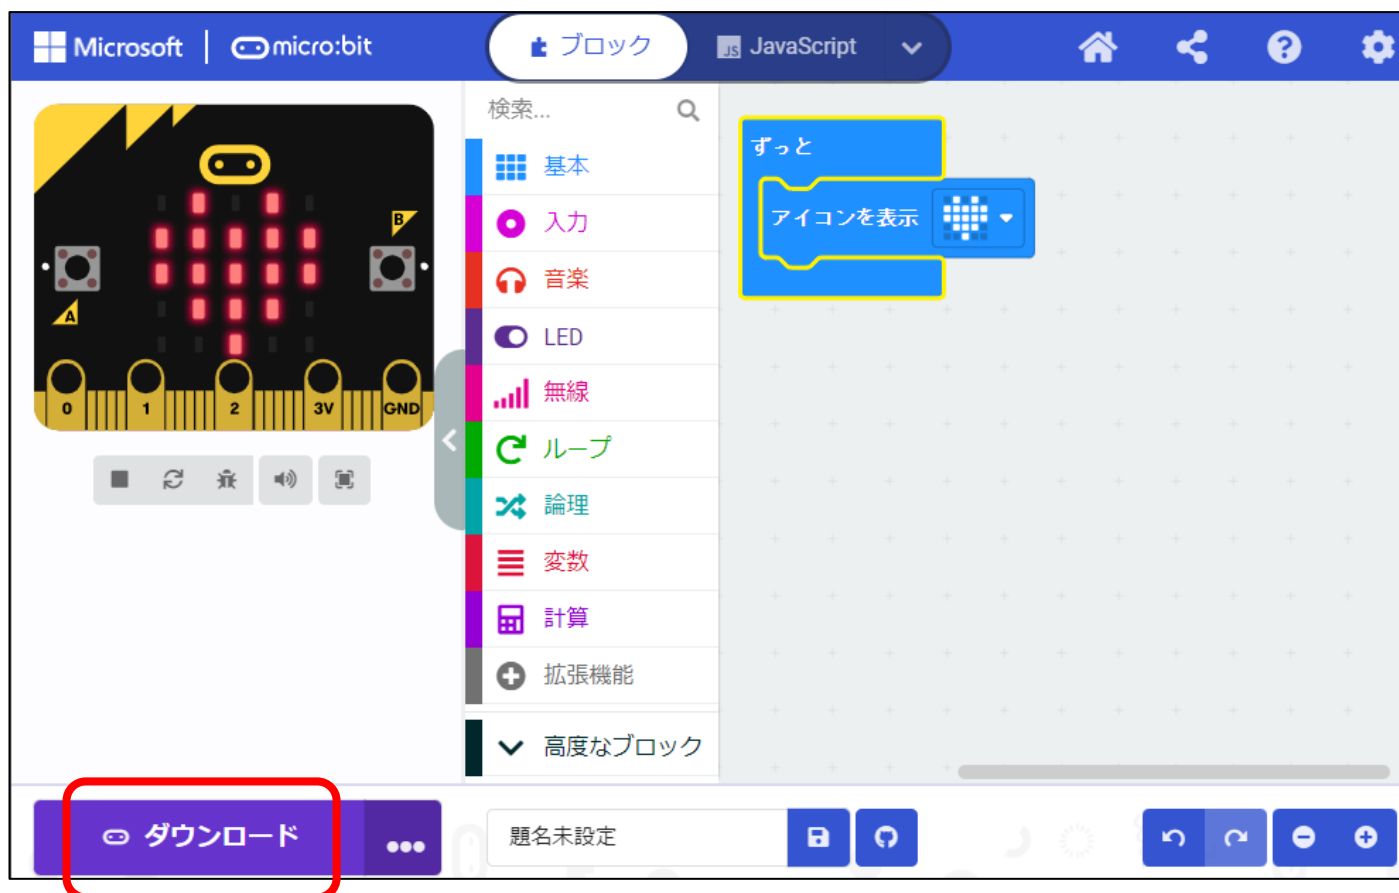 Microsoft micro:bit
ブロック
JS JavaScript
検索...
基本
入力
音楽
LED
無線
ループ
論理
変数
計算
拡張機能
高度なブロック
ずっと
アイコンを表示
B
A
0 1 2 3V GND
ダウンロード
題名未設定